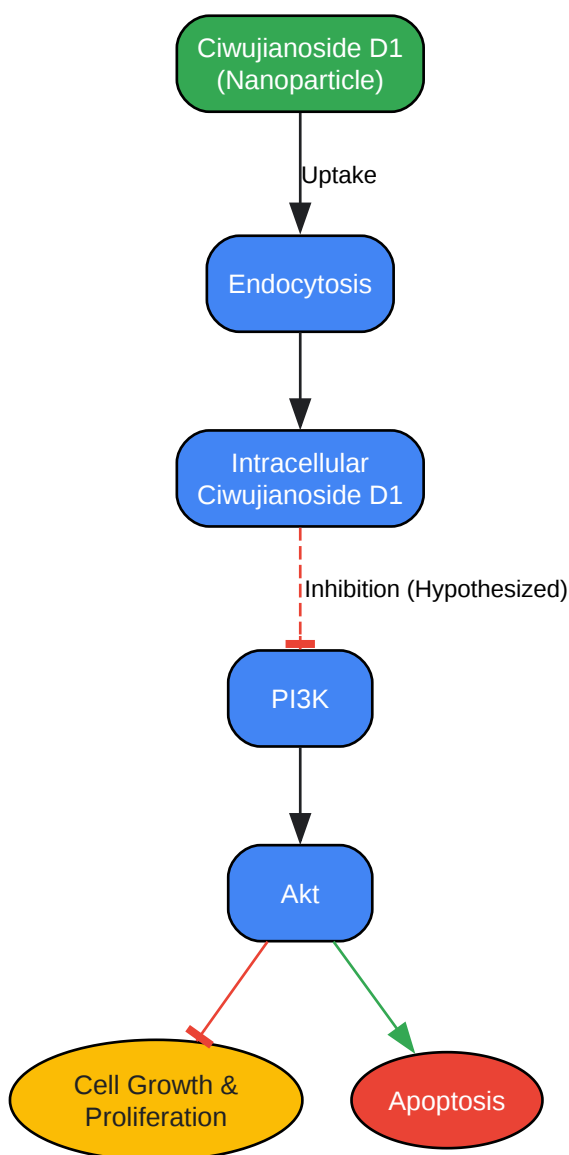 Ciwujianoside D1
(Nanoparticle)
Uptake
Endocytosis
Intracellular
Ciwujianoside D1
Inhibition (Hypothesized)
PI3K
Akt
Cell Growth &
Proliferation
Apoptosis